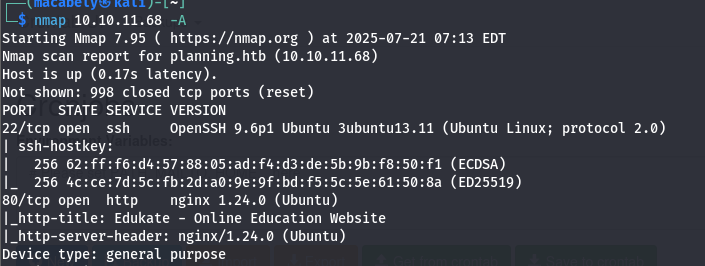 (macabely㉿kali)-[~]
$ nmap 10.10.11.68 -A
Starting Nmap 7.95 ( https://nmap.org ) at 2025-07-21 07:13 EDT
Nmap scan report for planning.htb (10.10.11.68)
Host is up (0.17s latency).
Not shown: 998 closed tcp ports (reset)
PORT   STATE SERVICE VERSION
22/tcp open  ssh     OpenSSH 9.6p1 Ubuntu 3ubuntu13.11 (Ubuntu Linux; protocol 2.0)
| ssh-hostkey:
|   256 62:ff:f6:d4:57:88:05:ad:f4:d3:de:5b:9b:f8:50:f1 (ECDSA)
|_  256 4c:ce:7d:5c:fb:2d:a0:9e:9f:bd:f5:5c:5e:61:50:8a (ED25519)
80/tcp open  http    nginx 1.24.0 (Ubuntu)
|_http-title: Edukate - Online Education Website
|_http-server-header: nginx/1.24.0 (Ubuntu)
Device type: general purpose